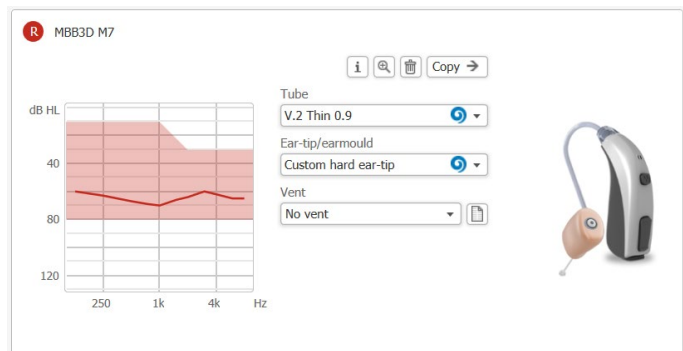 R MBB3D M7
i Copy →
Tube
V.2 Thin 0.9
Ear-tip/earmould
Custom hard ear-tip
Vent
No vent
dB HL
40
80
120
250 1k 4k Hz